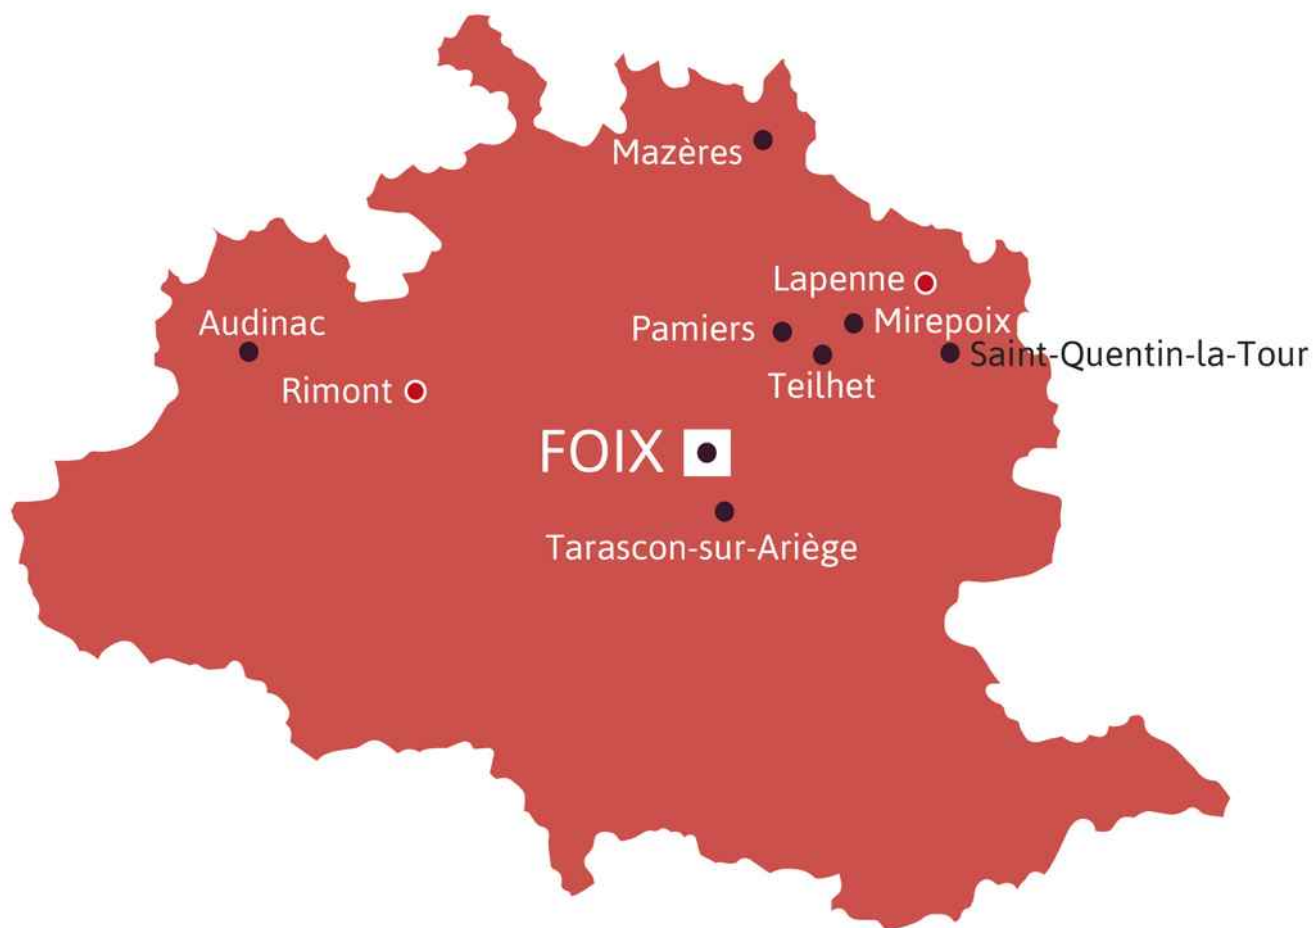 Mazères
Lapenne
Audinac
Pamiers
Mirepoix
Saint-Quentin-la-Tour
Teilhet
Rimont
FOIX
Tarascon-sur-Ariège